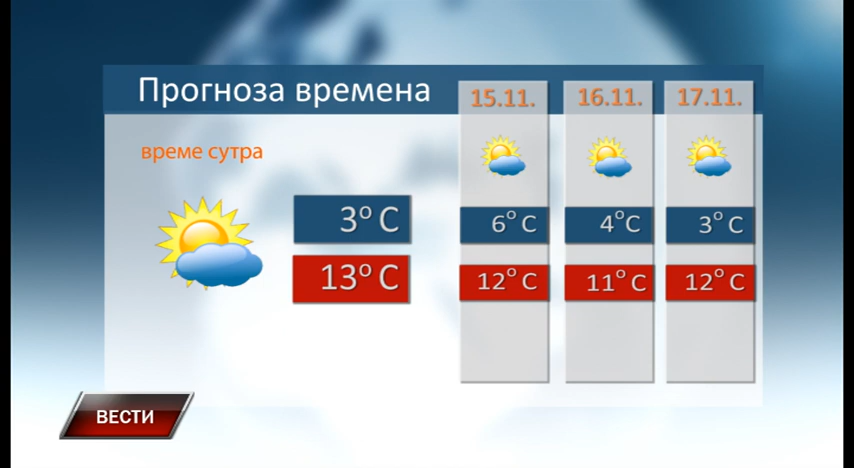 Прогноза времена
време сутра
3° C
13° C
15.11.
6° C
12° C
16.11.
4°C
11° C
17.11.
3° C
12° C
ВЕСТИ